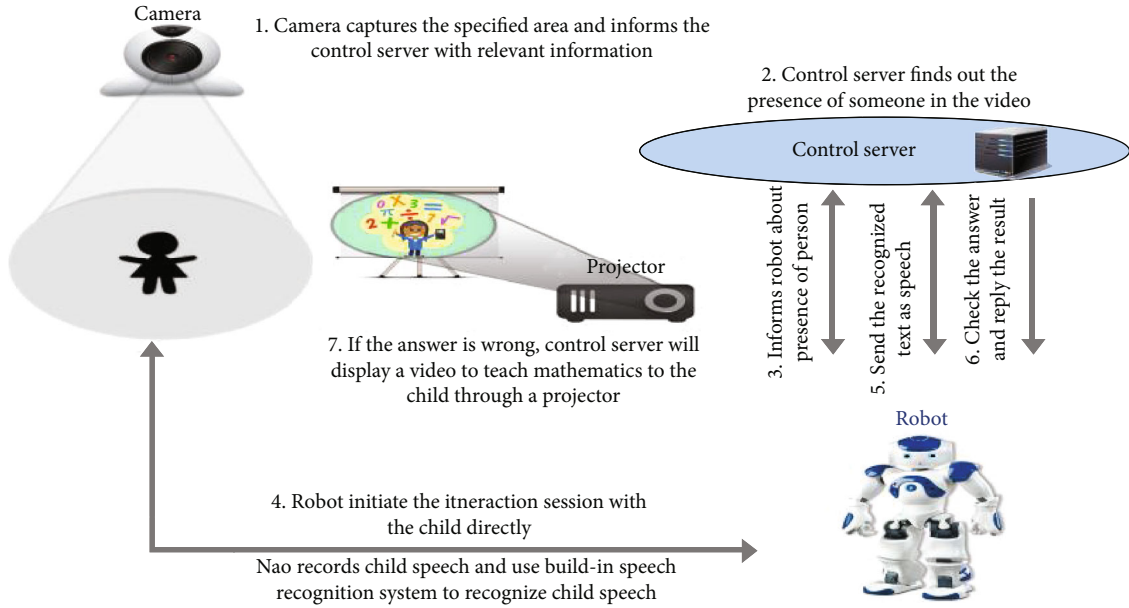 Camera
1. Camera captures the specified area and informs the
control server with relevant information
2. Control server finds out the
presence of someone in the video
Control server
3. Informs robot about
presence of person
5. Send the recognized
text as speech
6. Check the answer
and reply the result
Projector
7. If the answer is wrong, control server will
display a video to teach mathematics to the
child through a projector
Robot
4. Robot initiate the itneraction session with
the child directly
Nao records child speech and use build-in speech
recognition system to recognize child speech